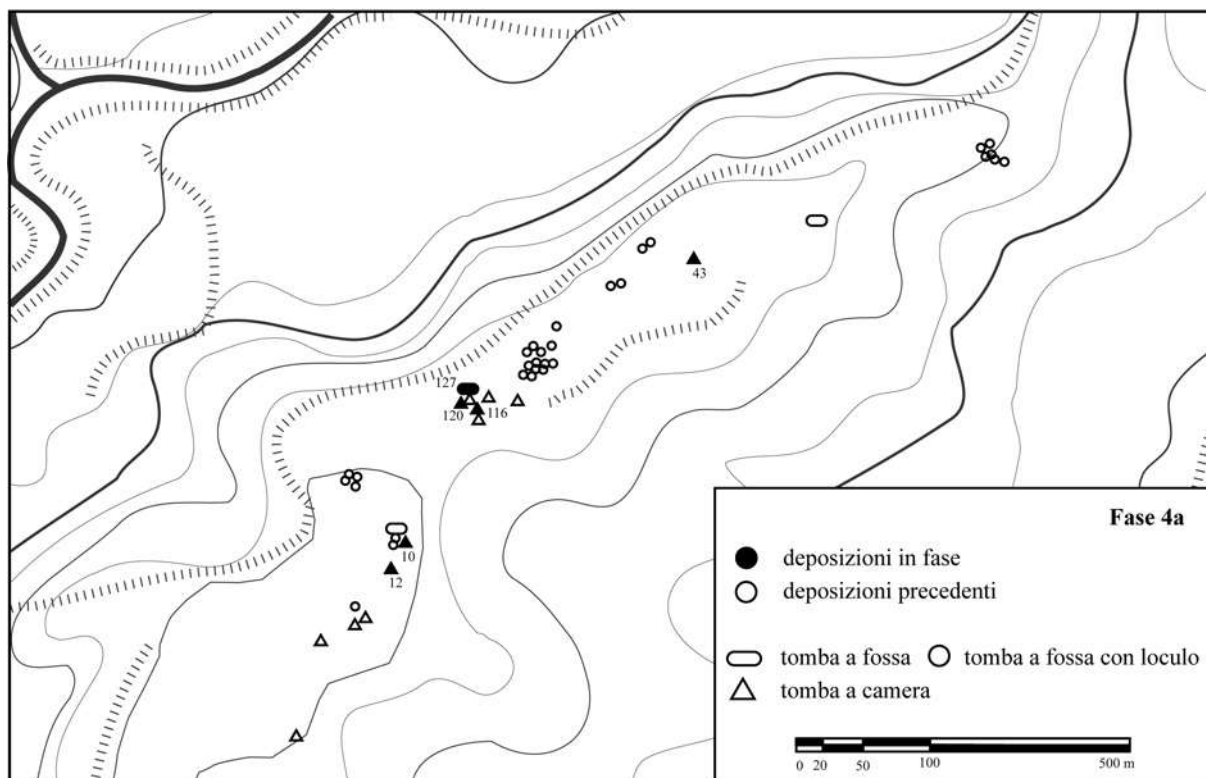 43
127
120
116
10
12
Fase 4a
deposizioni in fase
deposizioni precedenti
tomba a fossa
tomba a fossa con loculo
tomba a camera
0 20 50 100 500 m